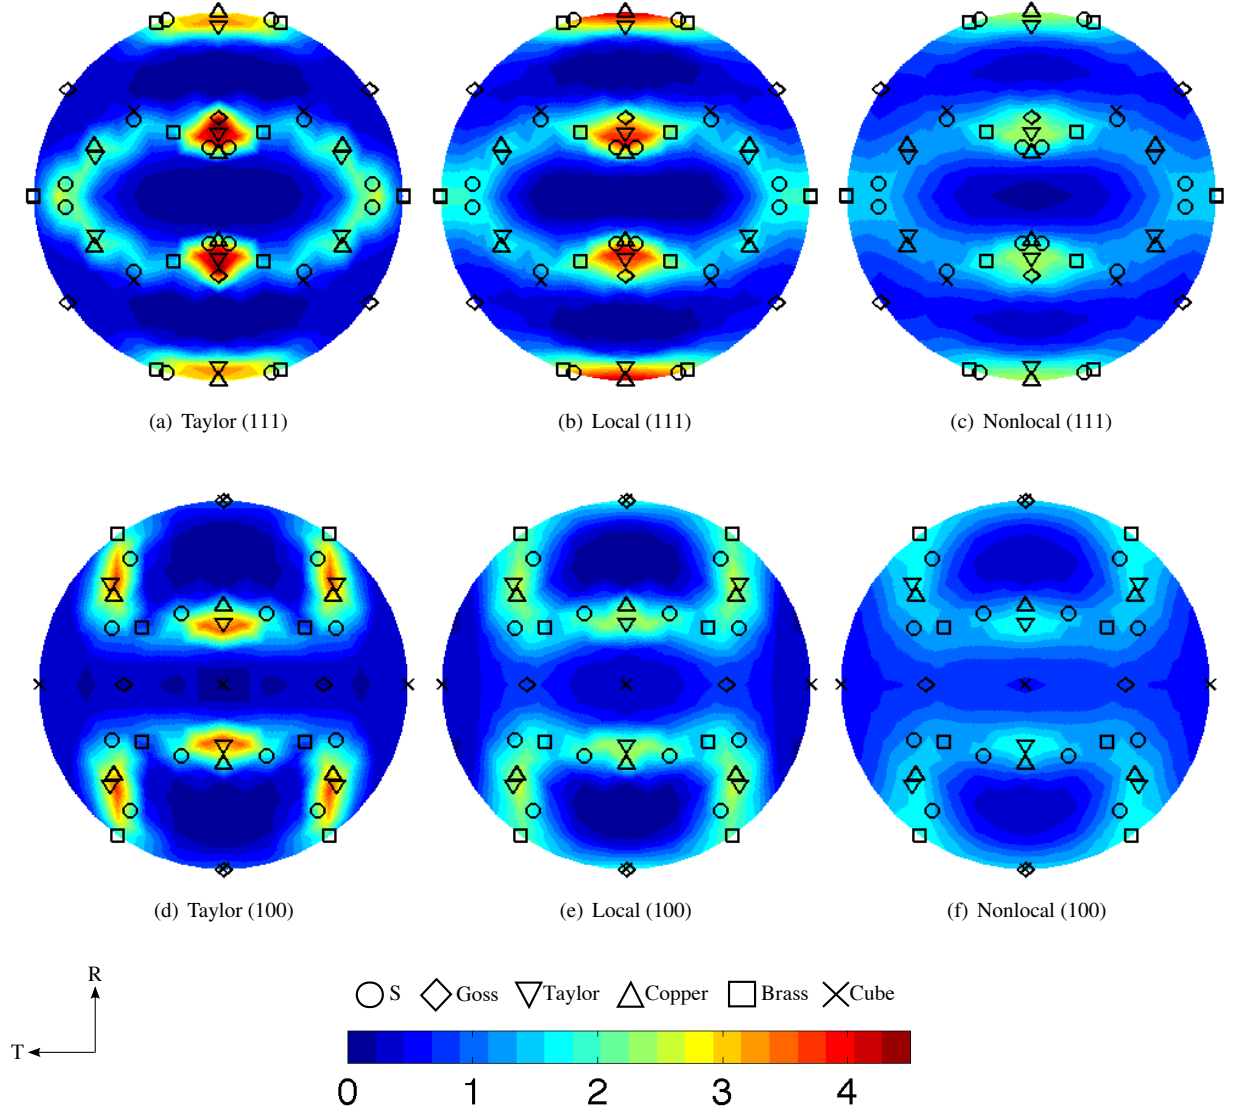 (a) Taylor (111)
(b) Local (111)
(c) Nonlocal (111)
(d) Taylor (100)
(e) Local (100)
(f) Nonlocal (100)
R
T
S Goss Taylor Copper Brass Cube
0 1 2 3 4